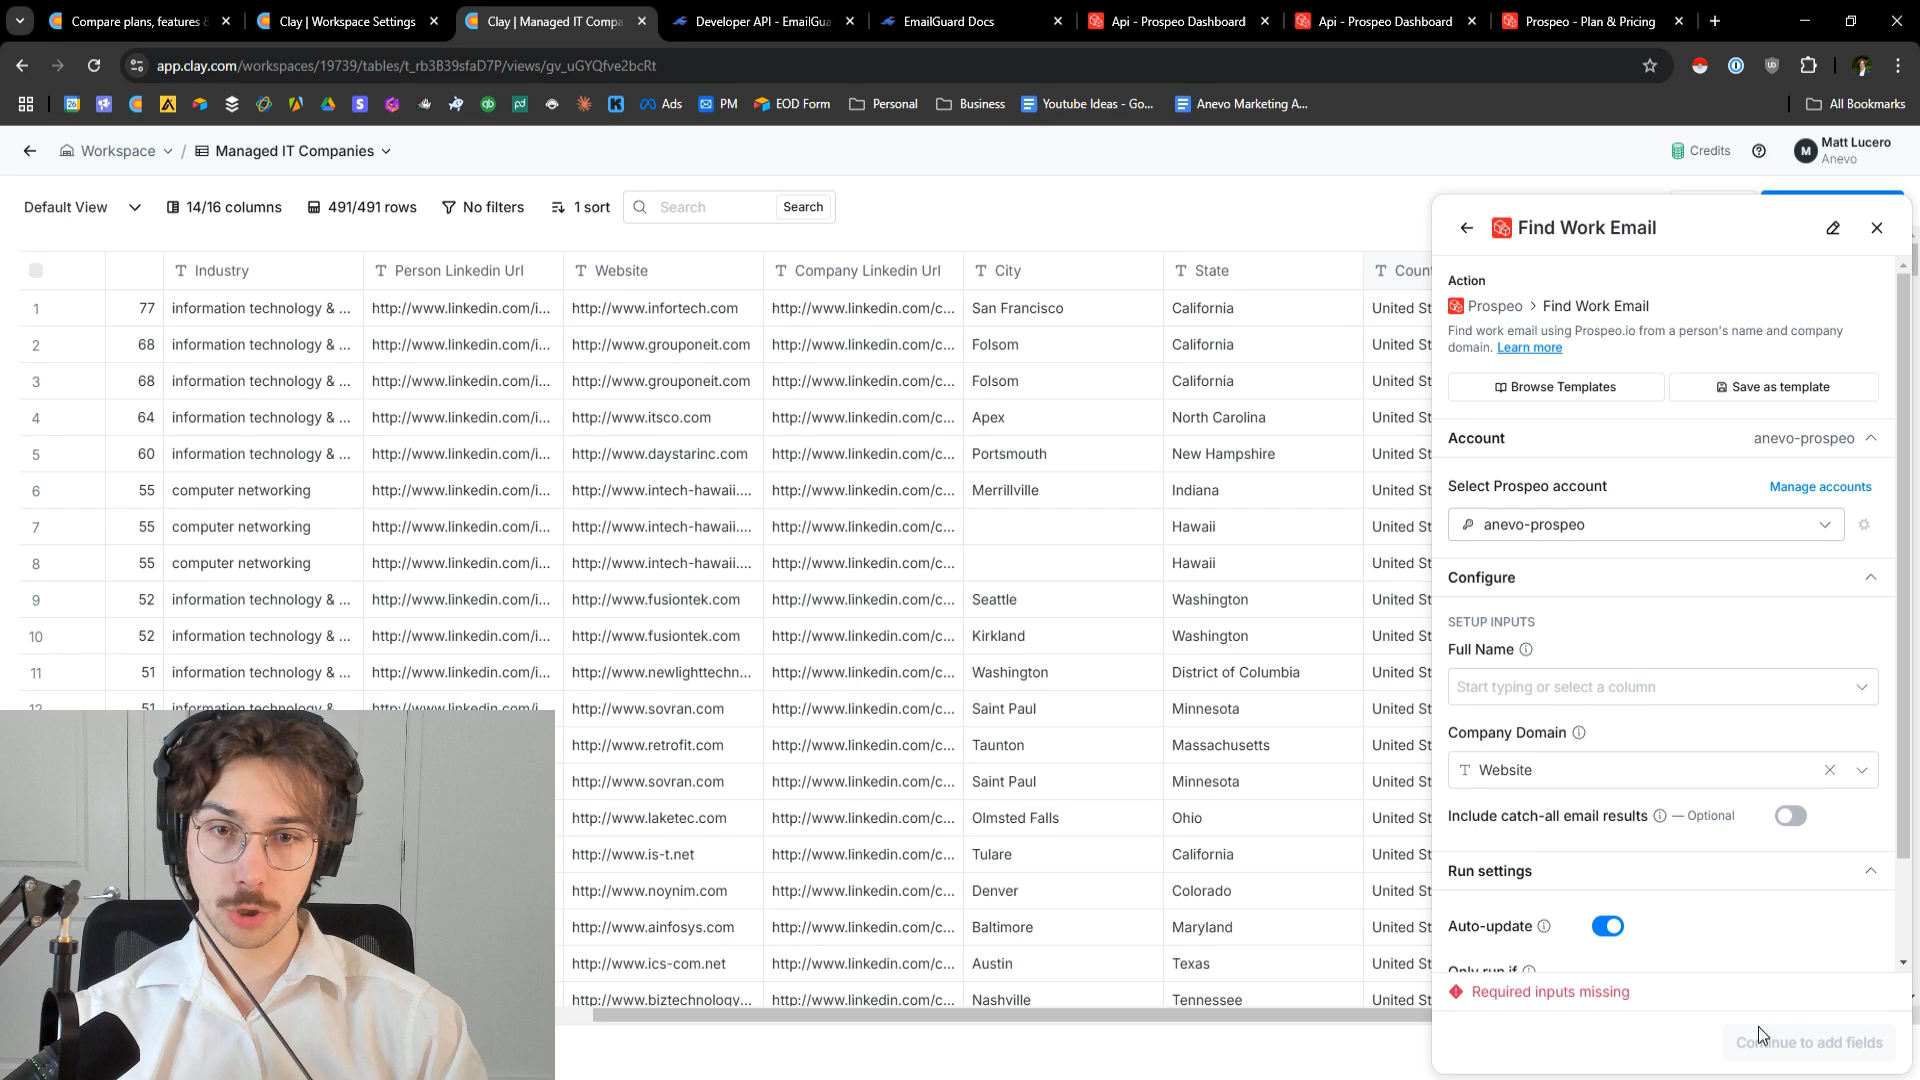 Compare plans, features &
Clay | Workspace Settings
Clay | Managed IT Compa
Developer API - EmailGua
EmailGuard Docs
Api - Prospeo Dashboard
Api - Prospeo Dashboard
Prospeo - Plan & Pricing
app.clay.com/workspaces/19739/tables/t_rb3B39sfaD7P/views/gv_uGYQfve2bcRt
Ads
PM
EOD Form
Personal
Business
Youtube Ideas - Go...
Anevo Marketing A...
All Bookmarks
Workspace / Managed IT Companies
Credits
M
Matt Lucero
Anevo
Default View
14/16 columns
491/491 rows
No filters
1 sort
Search
Search
Industry Person Linkedin Url Website Company Linkedin Url City State Coun
1 77 information technology & ... http://www.linkedin.com/i... http://www.infortech.com http://www.linkedin.com/c... San Francisco California United St
2 68 information technology & ... http://www.linkedin.com/i... http://www.grouponeit.com http://www.linkedin.com/c... Folsom California United St
3 68 information technology & ... http://www.linkedin.com/i... http://www.grouponeit.com http://www.linkedin.com/c... Folsom California United St
4 64 information technology & ... http://www.linkedin.com/i... http://www.itsco.com http://www.linkedin.com/c... Apex North Carolina United St
5 60 information technology & ... http://www.linkedin.com/i... http://www.daystarinc.com http://www.linkedin.com/c... Portsmouth New Hampshire United St
6 55 computer networking http://www.linkedin.com/i... http://www.intech-hawaii.... http://www.linkedin.com/c... Merrillville Indiana United St
7 55 computer networking http://www.linkedin.com/i... http://www.intech-hawaii.... http://www.linkedin.com/c... Hawaii United St
8 55 computer networking http://www.linkedin.com/i... http://www.intech-hawaii.... http://www.linkedin.com/c... Hawaii United St
9 52 information technology & ... http://www.linkedin.com/i... http://www.fusiontek.com http://www.linkedin.com/c... Seattle Washington United St
10 52 information technology & ... http://www.linkedin.com/i... http://www.fusiontek.com http://www.linkedin.com/c... Kirkland Washington United St
11 51 information technology & ... http://www.linkedin.com/i... http://www.newlighttechn... http://www.linkedin.com/c... Washington District of Columbia United St
12 51 information technology & ... http://www.linkedin.com/i... http://www.sovran.com http://www.linkedin.com/c... Saint Paul Minnesota United St
http://www.retrofit.com http://www.linkedin.com/c... Taunton Massachusetts United St
http://www.sovran.com http://www.linkedin.com/c... Saint Paul Minnesota United St
http://www.laketec.com http://www.linkedin.com/c... Olmsted Falls Ohio United St
http://www.is-t.net http://www.linkedin.com/c... Tulare California United St
http://www.noynim.com http://www.linkedin.com/c... Denver Colorado United St
http://www.ainfosys.com http://www.linkedin.com/c... Baltimore Maryland United St
http://www.ics-com.net http://www.linkedin.com/c... Austin Texas United St
http://www.biztechnology... http://www.linkedin.com/c... Nashville Tennessee United St
Find Work Email
Action
Prospeo > Find Work Email
Find work email using Prospeo.io from a person's name and company
domain. Learn more
Browse Templates
Save as template
Account
anevo-prospeo
Select Prospeo account
Manage accounts
anevo-prospeo
Configure
SETUP INPUTS
Full Name
Start typing or select a column
Company Domain
Website
Include catch-all email results — Optional
Run settings
Auto-update
Only run if
Required inputs missing
Continue to add fields